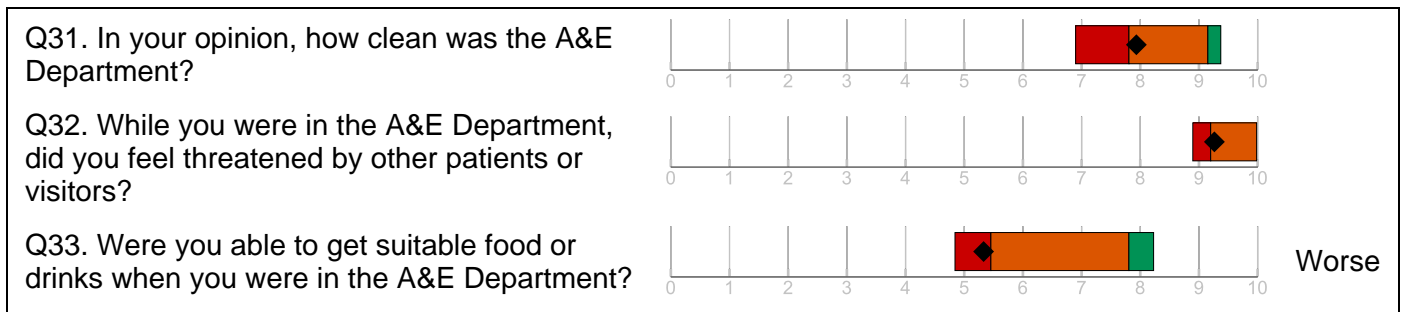 Q31. In your opinion, how clean was the A&E
Department?
0 1 2 3 4 5 6 7 8 9 10
Q32. While you were in the A&E Department,
did you feel threatened by other patients or
visitors?
0 1 2 3 4 5 6 7 8 9 10
Q33. Were you able to get suitable food or
drinks when you were in the A&E Department?
Worse
0 1 2 3 4 5 6 7 8 9 10